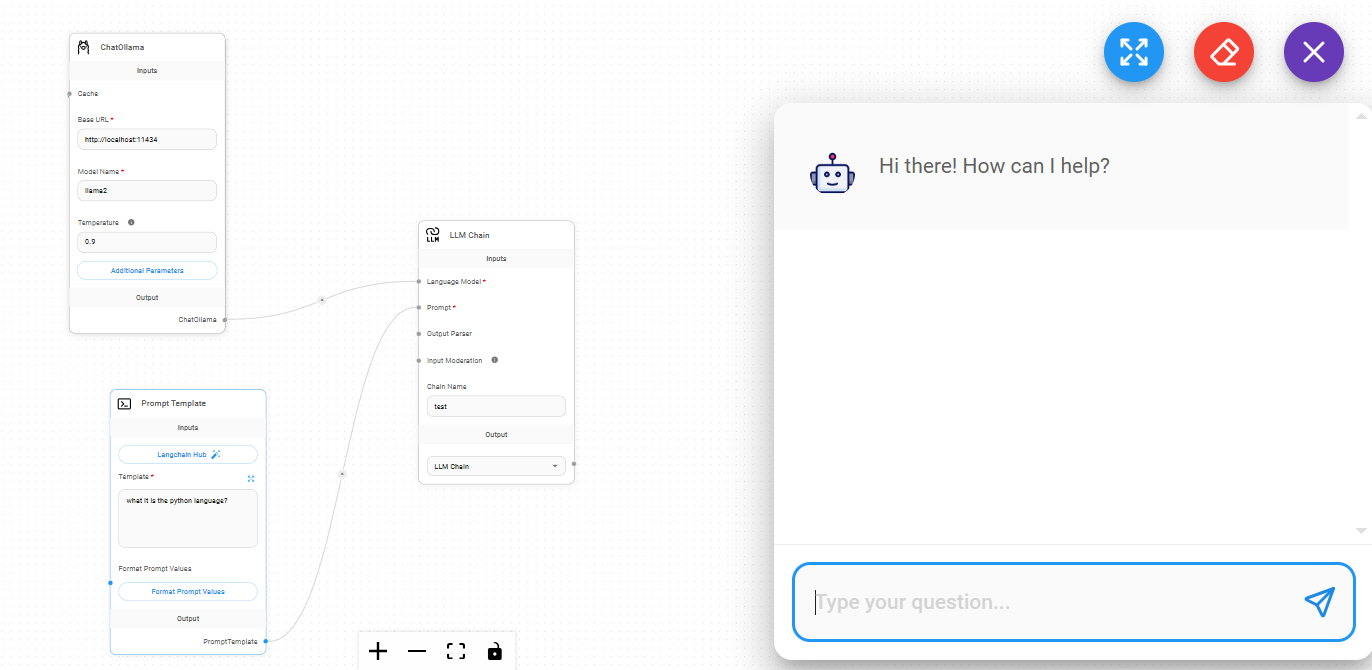 ChatOllama
Inputs
Cache
Base URL *
http://localhost:11434
Model Name *
llama2
Temperature
0.9
Additional Parameters
Output
ChatOllama
Prompt Template
Inputs
Langchain Hub
Template *
what it is the python language?
Format Prompt Values
Format Prompt Values
Output
PromptTemplate
LLM
LLM Chain
Inputs
Language Model *
Prompt *
Output Parser
Input Moderation
Chain Name
test
Output
LLM Chain
Hi there! How can I help?
Type your question...